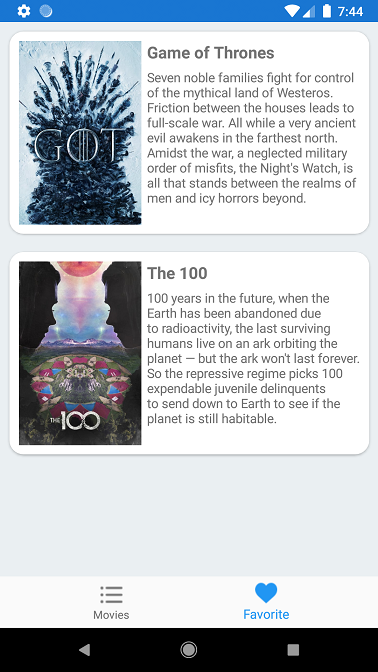 7:44
Game of Thrones
Seven noble families fight for control
of the mythical land of Westeros.
Friction between the houses leads to
full-scale war. All while a very ancient
evil awakens in the farthest north.
Amidst the war, a neglected military
order of misfits, the Night's Watch, is
all that stands between the realms of
men and icy horrors beyond.
GOT
The 100
100 years in the future, when the
Earth has been abandoned due
to radioactivity, the last surviving
humans live on an ark orbiting the
planet — but the ark won't last forever.
So the repressive regime picks 100
expendable juvenile delinquents
to send down to Earth to see if the
planet is still habitable.
THE 100
Movies
Favorite